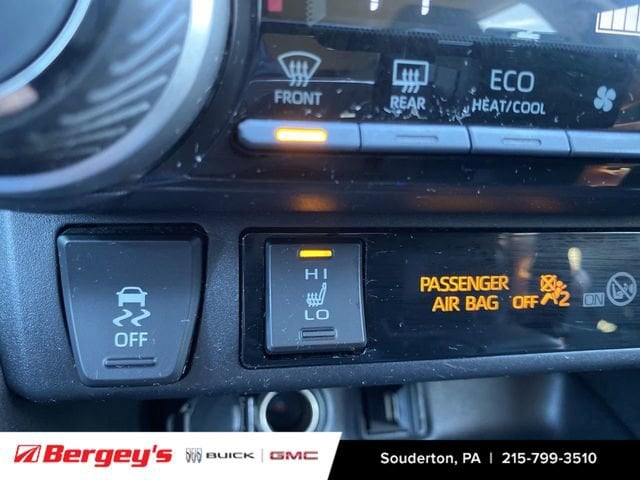 FRONT
REAR
ECO
HEAT/COOL
OFF
HI
LO
PASSENGER
AIR BAG OFF
2
ON
Bergey's
BUICK
GMC
Souderton, PA | 215-799-3510